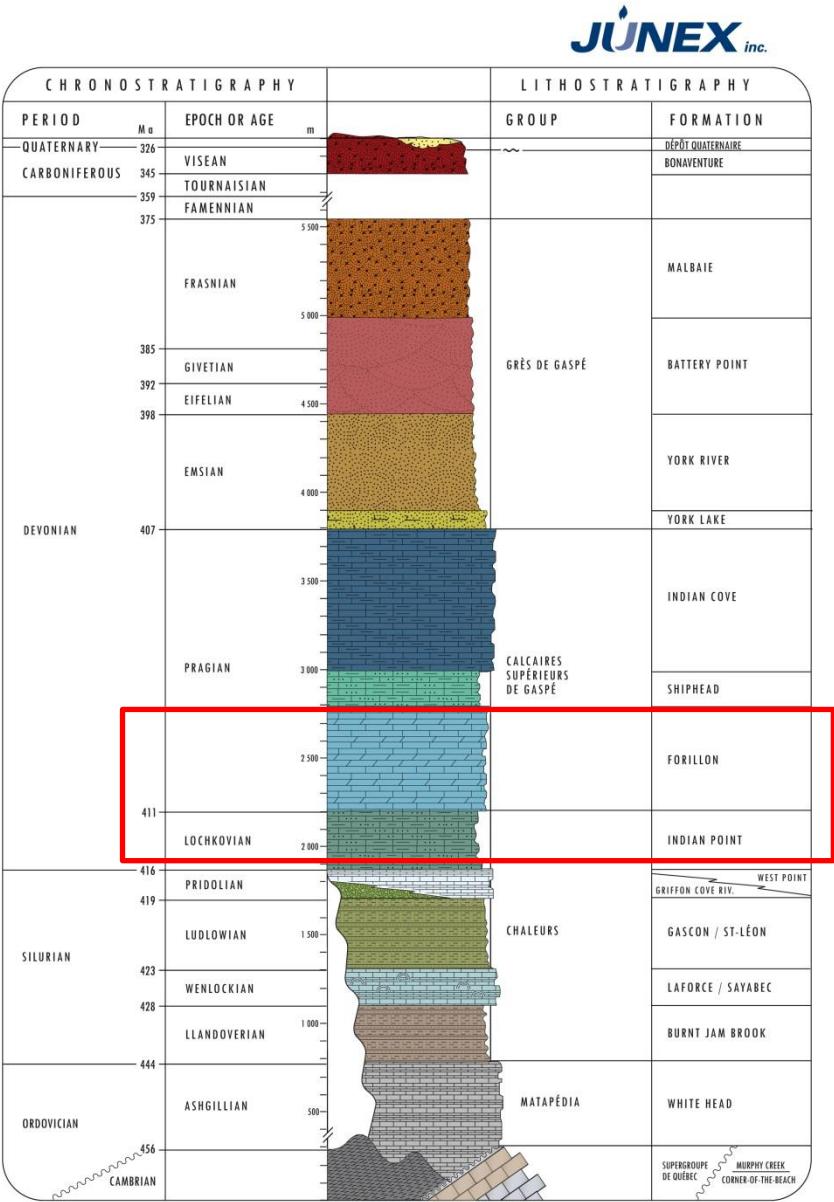 JUNEX inc.
CHRONOSTRATIGRAPHY LITHOSTRATIGRAPHY
PERIOD Ma EPOCH OR AGE m GROUP FORMATION
QUATERNARY 326 DÉPÔT QUATERNAIRE
VISEAN BONAVENTURE
CARBONIFEROUS 345
TOURNAISIAN
359
FAMENNIAN
375
5 500
FRASNIAN MALBAIE
5 000
385
GIVETIAN GRÈS DE GASPÉ BATTERY POINT
392
EIFELIAN 4 500
398
EMSIAN YORK RIVER
4 000
YORK LAKE
DEVONIAN 407
3 500
INDIAN COVE
PRAGIAN 3 000 CALCAIRES
SUPÉRIEURS
DE GASPÉ
SHIPHEAD
2 500 FORILLON
411
LOCHKOVIAN 2 000 INDIAN POINT
416
PRIDOLIAN WEST POINT
GRIFFON COVE RIV.
419
LUDLOWIAN 1 500 CHALEURS GASCON / ST-LÉON
SILURIAN
423
WENLOCKIAN LAFORCE / SAYABEC
428
LLANDOVERIAN 1 000 BURNT JAM BROOK
444
ASHGILLIAN MATAPÉDIA WHITE HEAD
500
ORDOVICIAN
456
SUPERGROUPE
DE QUÉBEC
MURPHY CREEK
CORNER-OF-THE-BEACH
CAMBRIAN